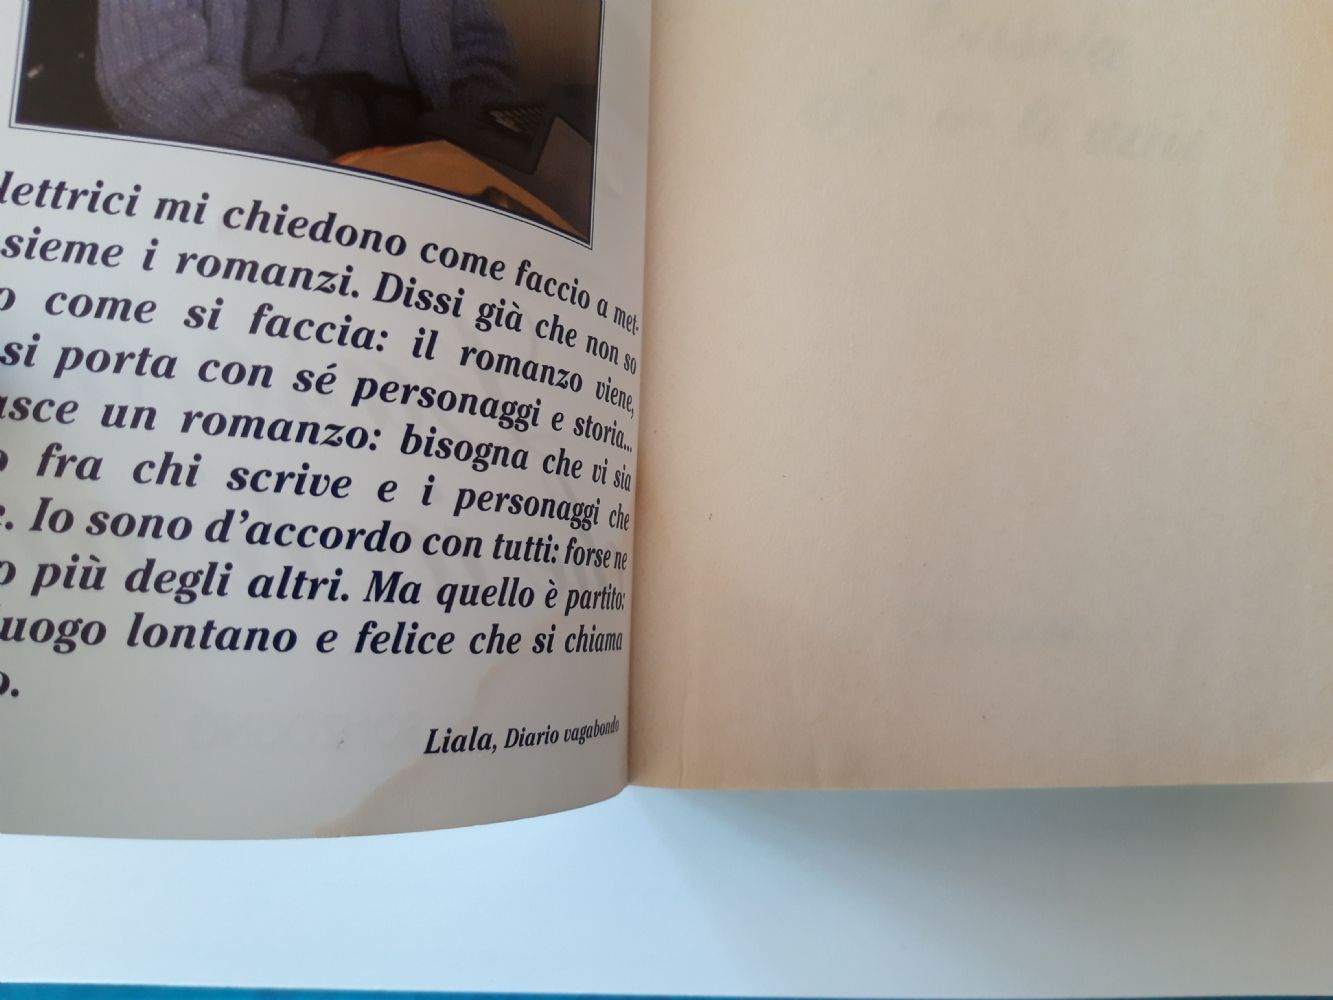 lettrici mi chiedono come faccio a met-
sieme i romanzi. Dissi già che non so
o come si faccia: il romanzo viene,
si porta con sé personaggi e storia...
asce un romanzo: bisogna che vi sia
o fra chi scrive e i personaggi che
e. Io sono d'accordo con tutti: forse ne
o più degli altri. Ma quello è partito:
luogo lontano e felice che si chiama
o.
Liala, Diario vagabondo